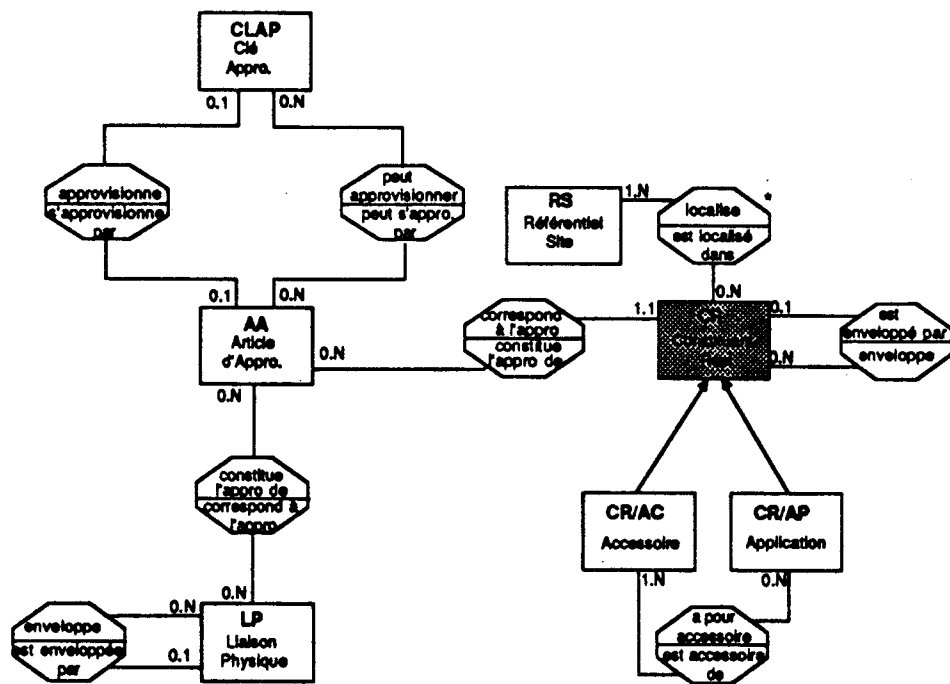 CLAP
Clé
Appro.
0.1
0.N
approvisionne
s'approvisionne
par
peut
approvisionner
peut s'appro.
par
RS
Référentiel
Site
1.N
localise
est localisé
dans
*
0.1
0.N
0.N
AA
Article
d'Appro.
0.N
correspond
à l'appro
constitue
l'appro de
1.1
0.1
0.N
est
enveloppé par
enveloppe
0.N
constitue
l'appro de
correspond à
l'appro
CR/AC
Accessoire
CR/AP
Application
1.N
0.N
a pour
accessoire
est accessoire
de
0.N
0.N
enveloppe
est enveloppée
par
0.1
LP
Liaison
Physique